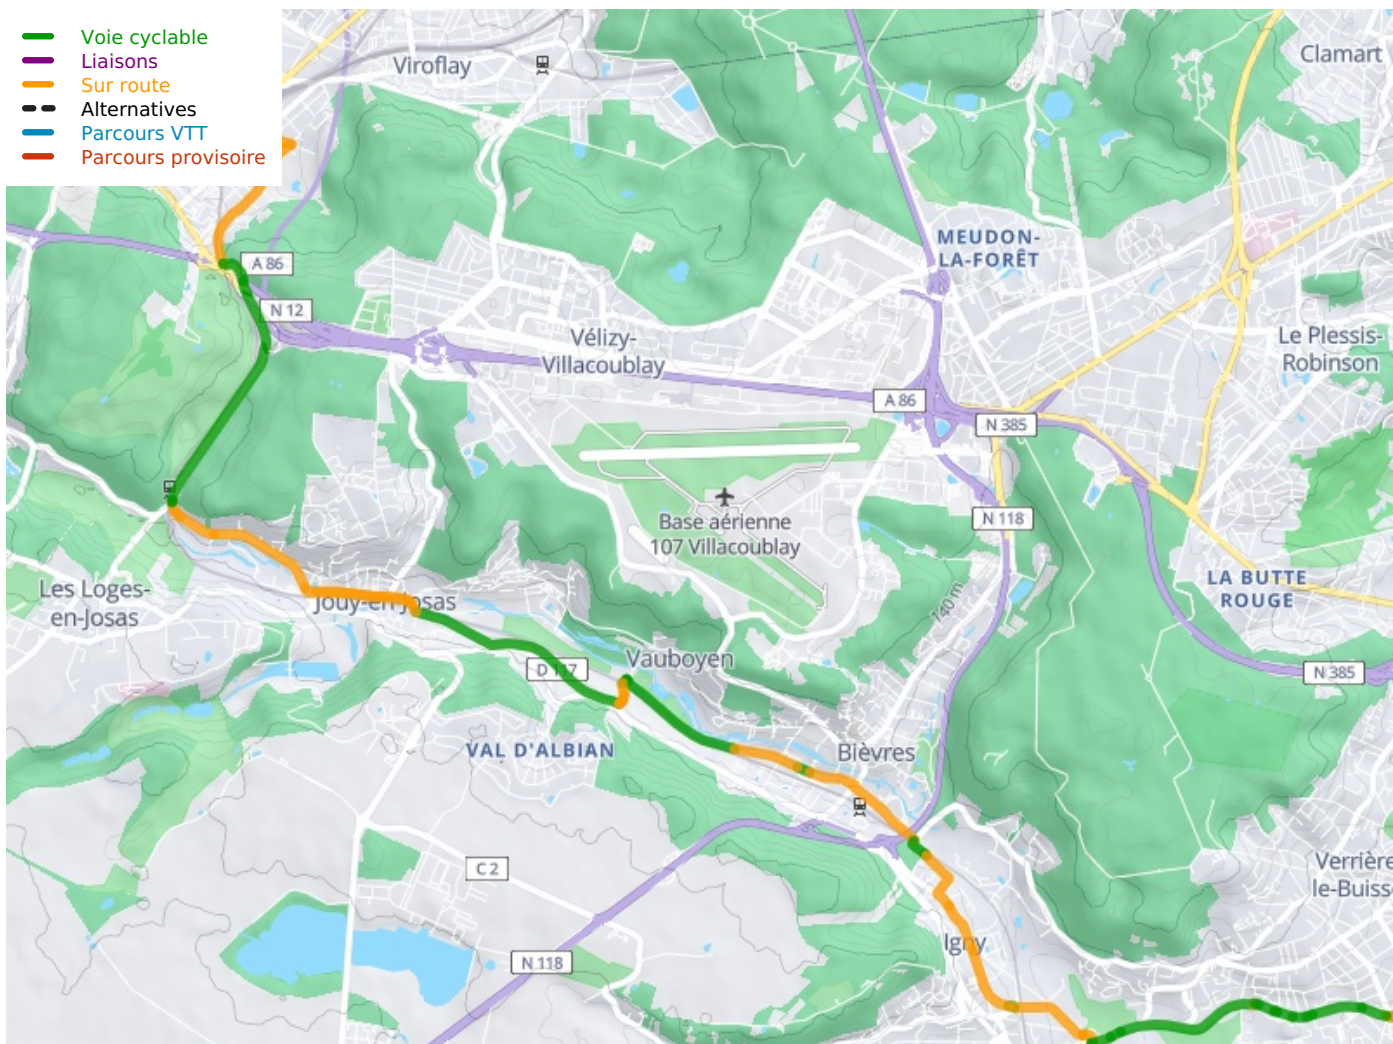 Voie cyclable
Liaisons
Sur route
Alternatives
Parcours VTT
Parcours provisoire
Viroflay
Clamart
A 86
MEUDON-
LA-FORÊT
N 12
Vélizy-
Villacoublay
Le Plessis-
Robinson
A 86
N 385
Base aérienne
107 Villacoublay
N 118
Les Loges-
en-Josas
Jouy-en-Josas
140 m
LA BUTTE
ROUGE
Vauboyen
D 117
N 385
VAL D'ALBIAN
Bièvres
C 2
Verrière
le-Buiss
Igny
N 118